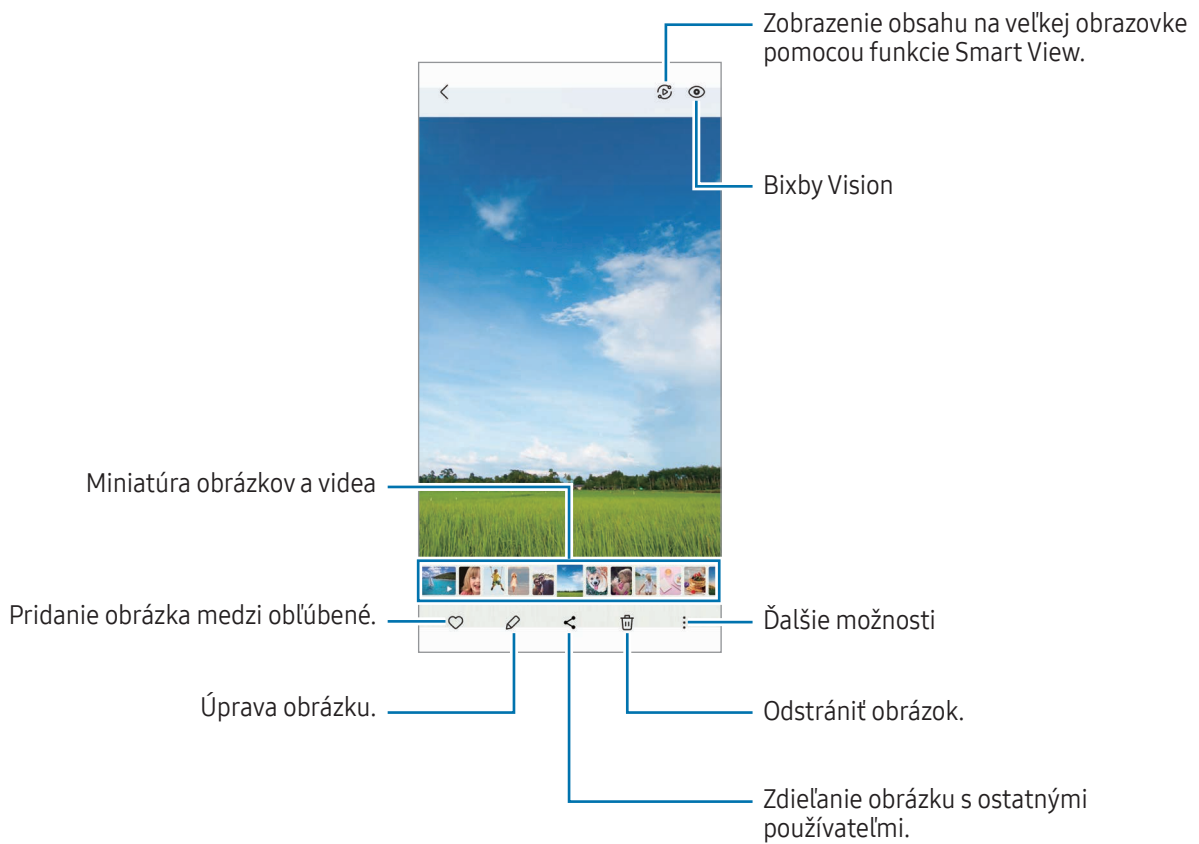 Zobrazenie obsahu na veľkej obrazovke
pomocou funkcie Smart View.
Bixby Vision
Miniatúra obrázkov a videa
Pridanie obrázka medzi obľúbené.
Ďalšie možnosti
Úprava obrázku.
Odstrániť obrázok.
Zdieľanie obrázku s ostatnými
používateľmi.